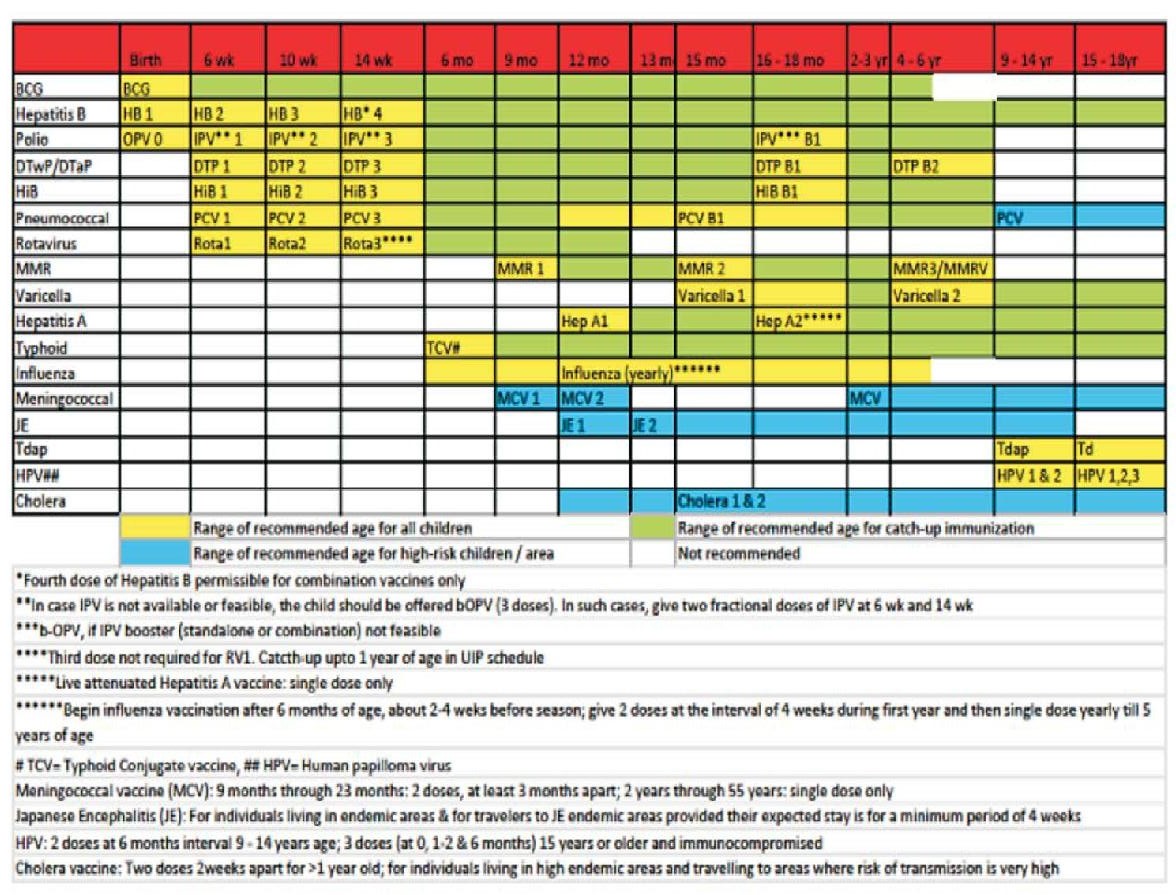 Birth 6 wk 10 wk 14 wk 6 mo 9 mo 12 mo 13 m 15 mo 16 - 18 mo 2-3 yr 4 - 6 yr 9 - 14 yr 15 - 18yr
BCG BCG
Hepatitis B HB 1 HB 2 HB 3 HB* 4
Polio OPV 0 IPV** 1 IPV** 2 IPV** 3 IPV*** B1
DTwP/DTaP DTP 1 DTP 2 DTP 3 DTP B1 DTP B2
HiB HiB 1 HiB 2 HiB 3 HIB B1
Pneumococcal PCV 1 PCV 2 PCV 3 PCV B1 PCV
Rotavirus Rota1 Rota2 Rota3****
MMR MMR 1 MMR 2 MMR3/MMRV
Varicella Varicella 1 Varicella 2
Hepatitis A Hep A1 Hep A2*****
Typhoid TCV#
Influenza Influenza (yearly)******
Meningococcal MCV 1 MCV 2 MCV
JE JE 1 JE 2
Tdap Tdap Td
HPV## HPV 1 & 2 HPV 1,2,3
Cholera Cholera 1 & 2
Range of recommended age for all children Range of recommended age for catch-up immunization
Range of recommended age for high-risk children / area Not recommended
*Fourth dose of Hepatitis B permissible for combination vaccines only
**In case IPV is not available or feasible, the child should be offered bOPV (3 doses). In such cases, give two fractional doses of IPV at 6 wk and 14 wk
***b-OPV, if IPV booster (standalone or combination) not feasible
****Third dose not required for RV1. Catcth-up upto 1 year of age in UIP schedule
*****Live attenuated Hepatitis A vaccine: single dose only
******Begin influenza vaccination after 6 months of age, about 2-4 weks before season; give 2 doses at the interval of 4 weeks during first year and then single dose yearly till 5
years of age
# TCV= Typhoid Conjugate vaccine, ## HPV= Human papilloma virus
Meningococcal vaccine (MCV): 9 months through 23 months: 2 doses, at least 3 months apart; 2 years through 55 years: single dose only
Japanese Encephalitis (JE): For individuals living in endemic areas & for travelers to JE endemic areas provided their expected stay is for a minimum period of 4 weeks
HPV: 2 doses at 6 months interval 9 - 14 years age; 3 doses (at 0, 1-2 & 6 months) 15 years or older and immunocompromised
Cholera vaccine: Two doses 2weeks apart for >1 year old; for individuals living in high endemic areas and travelling to areas where risk of transmission is very high